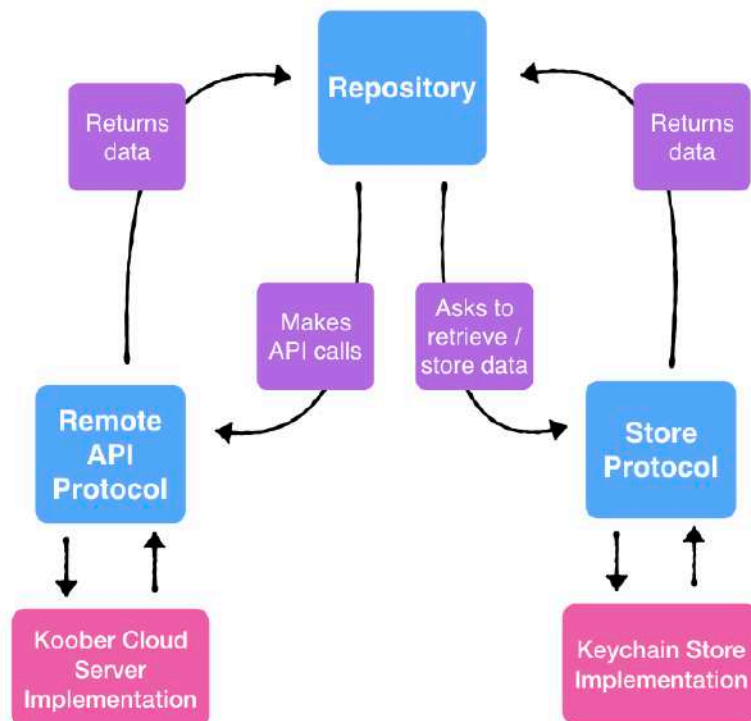 Repository
Returns
data
Returns
data
Makes
API calls
Asks to
retrieve /
store data
Remote
API
Protocol
Store
Protocol
Koober Cloud
Server
Implementation
Keychain Store
Implementation